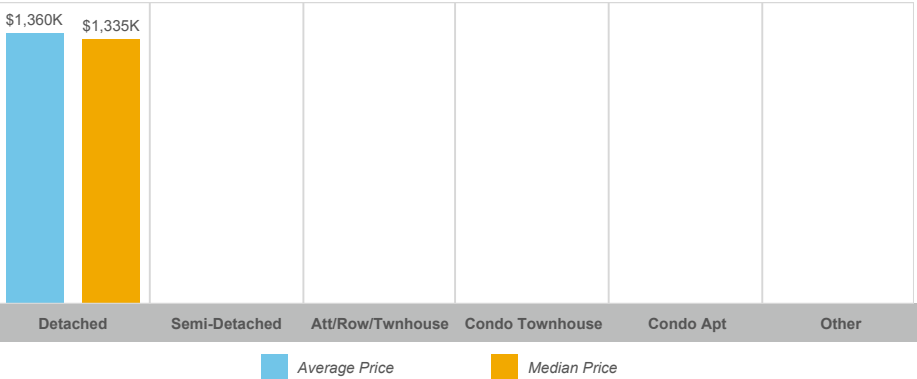 $1,360K
$1,335K
Detached Semi-Detached Att/Row/Twnhouse Condo Townhouse Condo Apt Other
Average Price Median Price